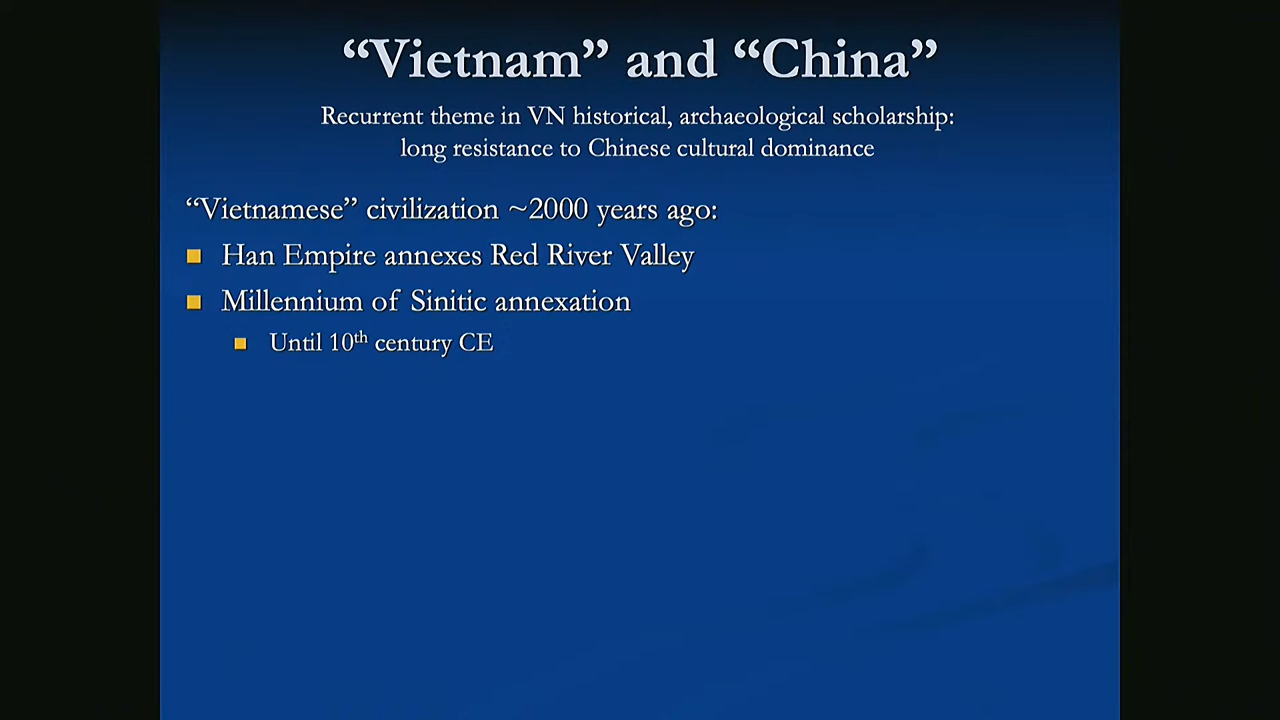 “Vietnam” and “China”
Recurrent theme in VN historical, archaeological scholarship:
long resistance to Chinese cultural dominance
“Vietnamese” civilization ~2000 years ago:
Han Empire annexes Red River Valley
Millennium of Sinitic annexation
Until 10th century CE